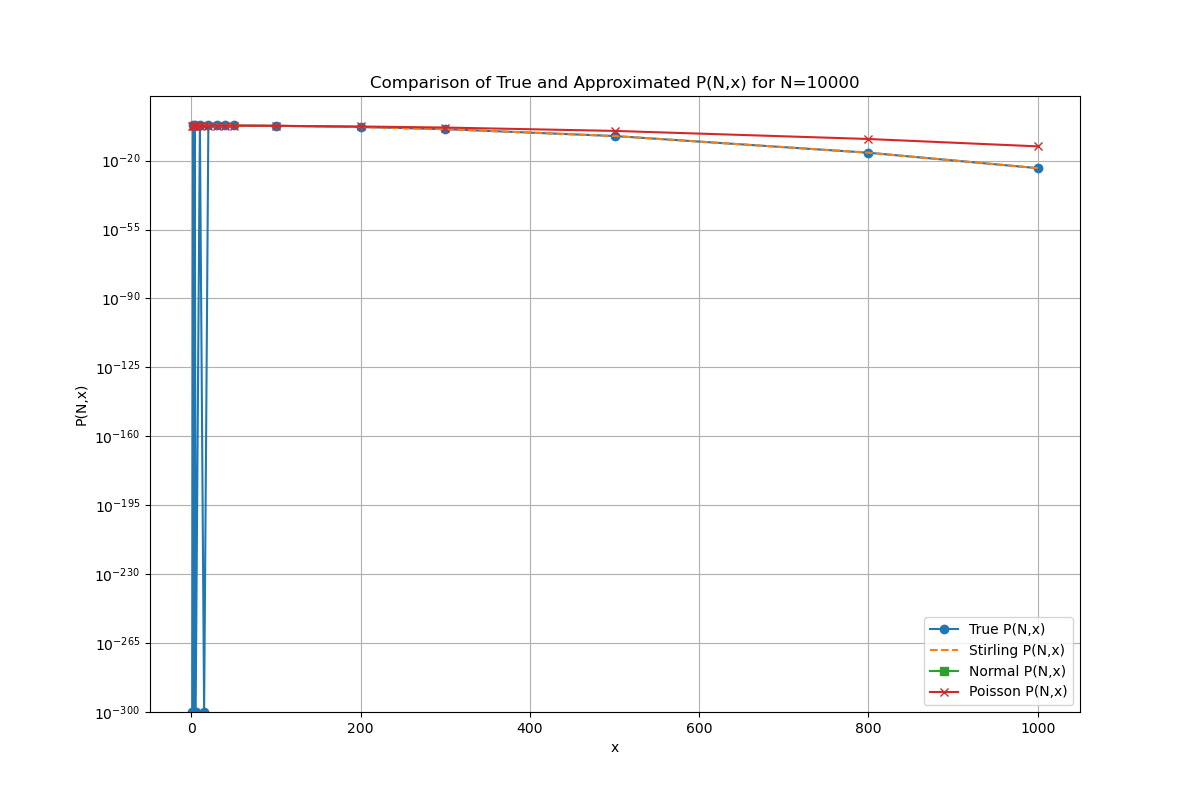 Comparison of True and Approximated P(N,x) for N=10000
P(N,x)
10⁻²⁰
10⁻⁵⁵
10⁻⁹⁰
10⁻¹²⁵
10⁻¹⁶⁰
10⁻¹⁹⁵
10⁻²³⁰
10⁻²⁶⁵
10⁻³⁰⁰
True P(N,x)
Stirling P(N,x)
Normal P(N,x)
Poisson P(N,x)
0 200 400 600 800 1000
x